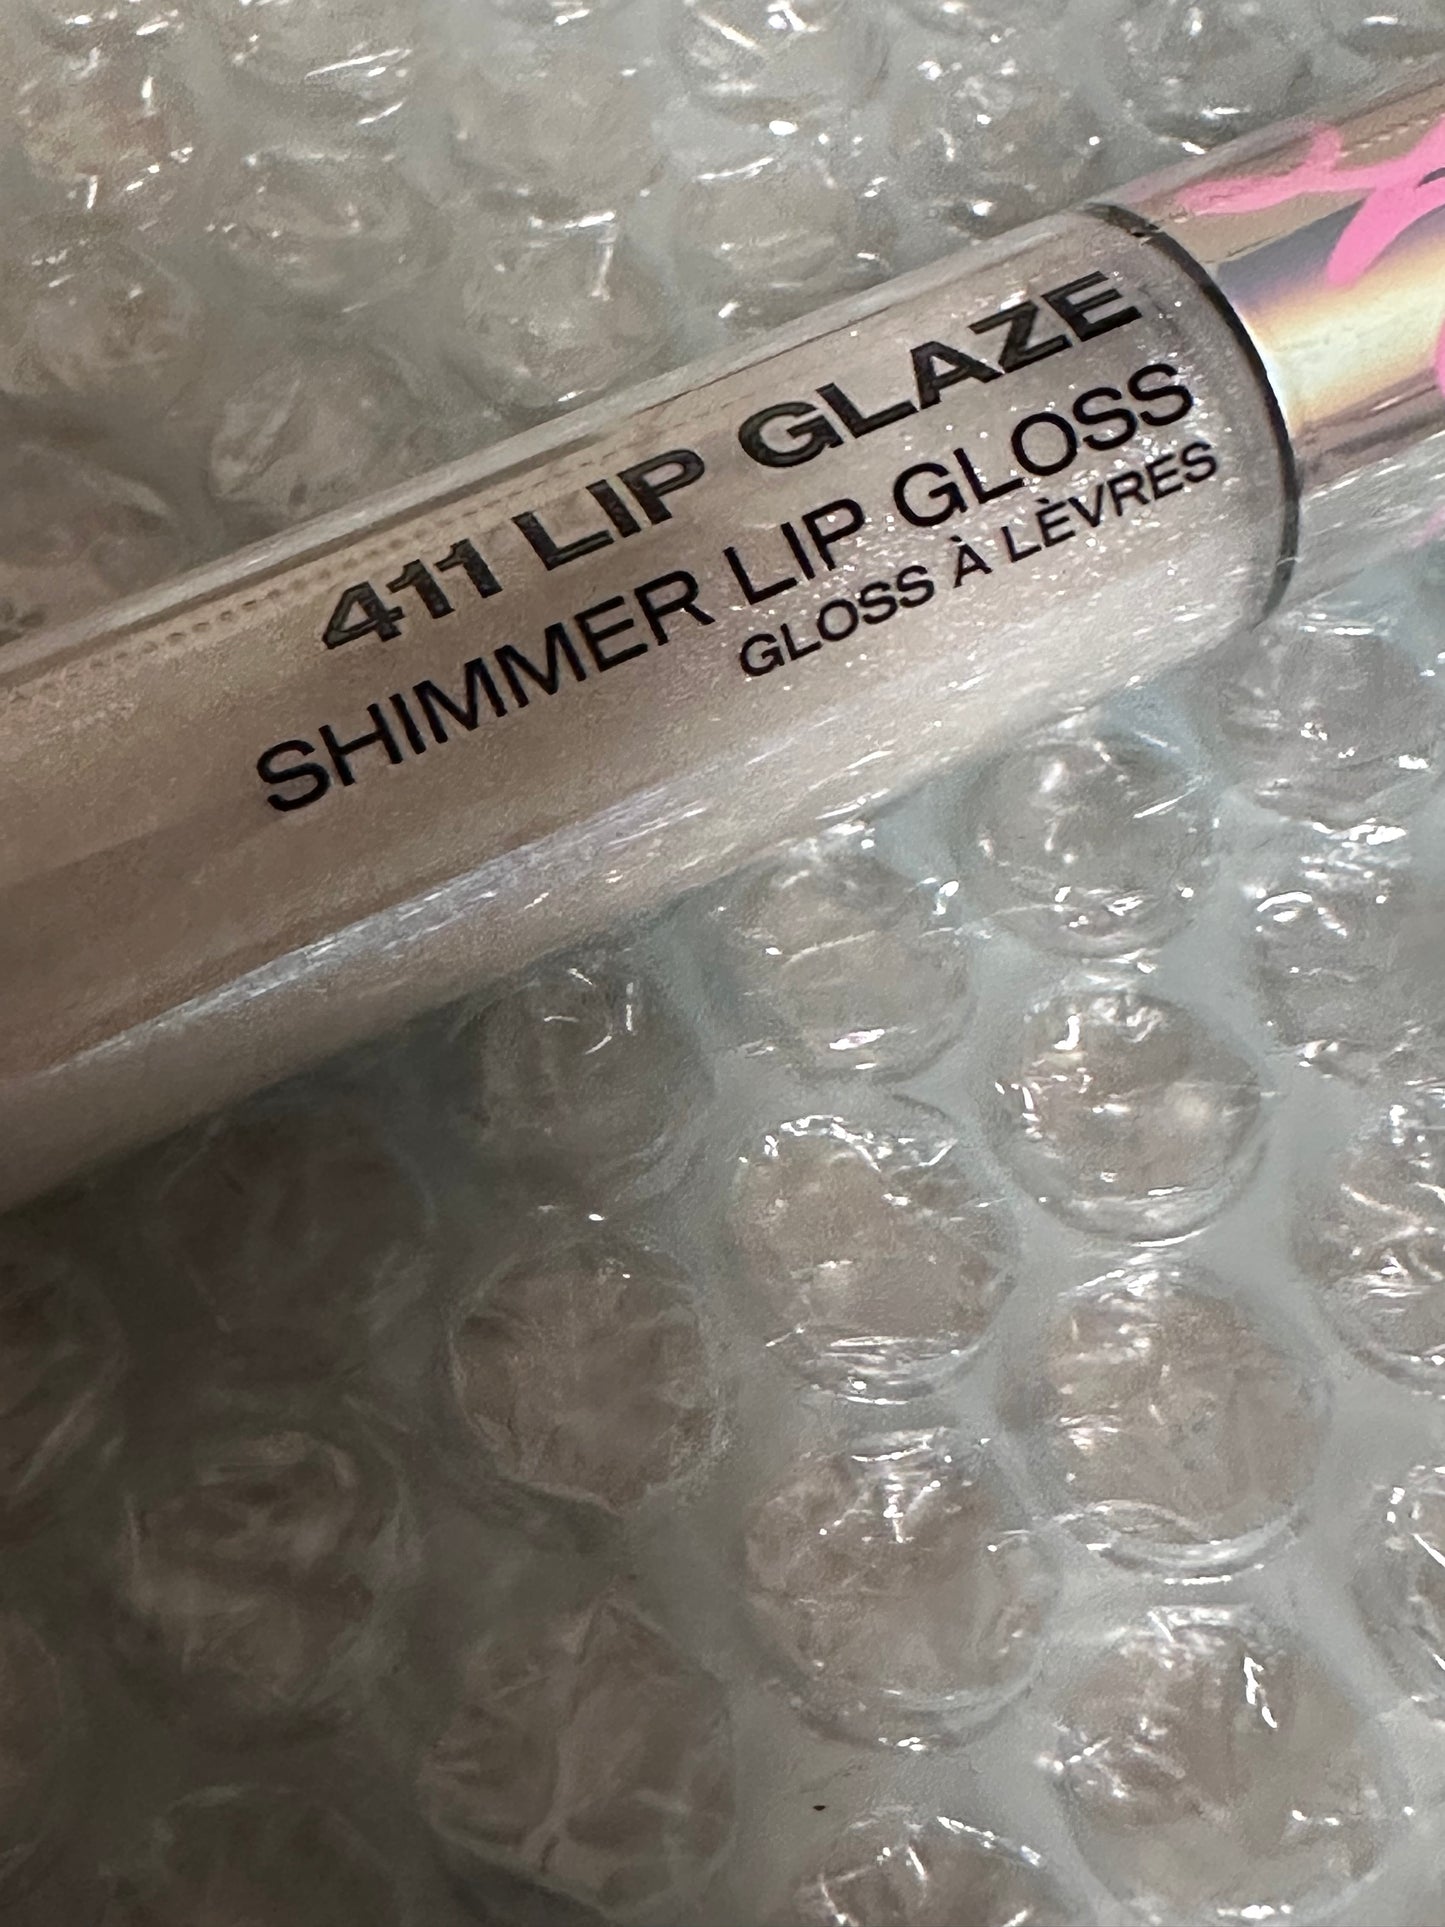 411 LIP GLAZE
SHIMMER LIP GLOSS
GLOSS À LÈVRES